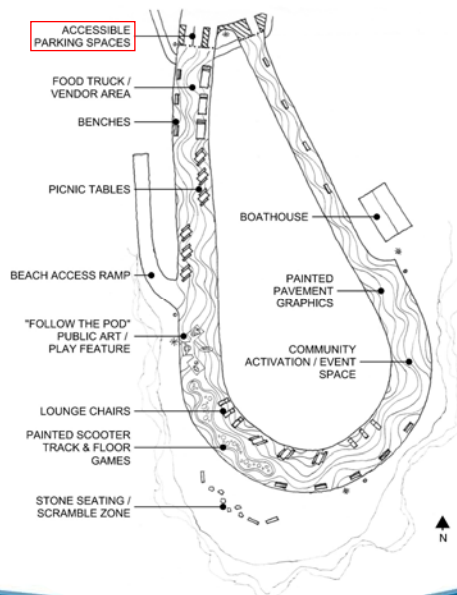 ACCESSIBLE
PARKING SPACES
FOOD TRUCK /
VENDOR AREA
BENCHES
PICNIC TABLES
BOATHOUSE
BEACH ACCESS RAMP
PAINTED
PAVEMENT
GRAPHICS
"FOLLOW THE POD"
PUBLIC ART /
PLAY FEATURE
COMMUNITY
ACTIVATION / EVENT
SPACE
LOUNGE CHAIRS
PAINTED SCOOTER
TRACK & FLOOR
GAMES
STONE SEATING /
SCRAMBLE ZONE
N